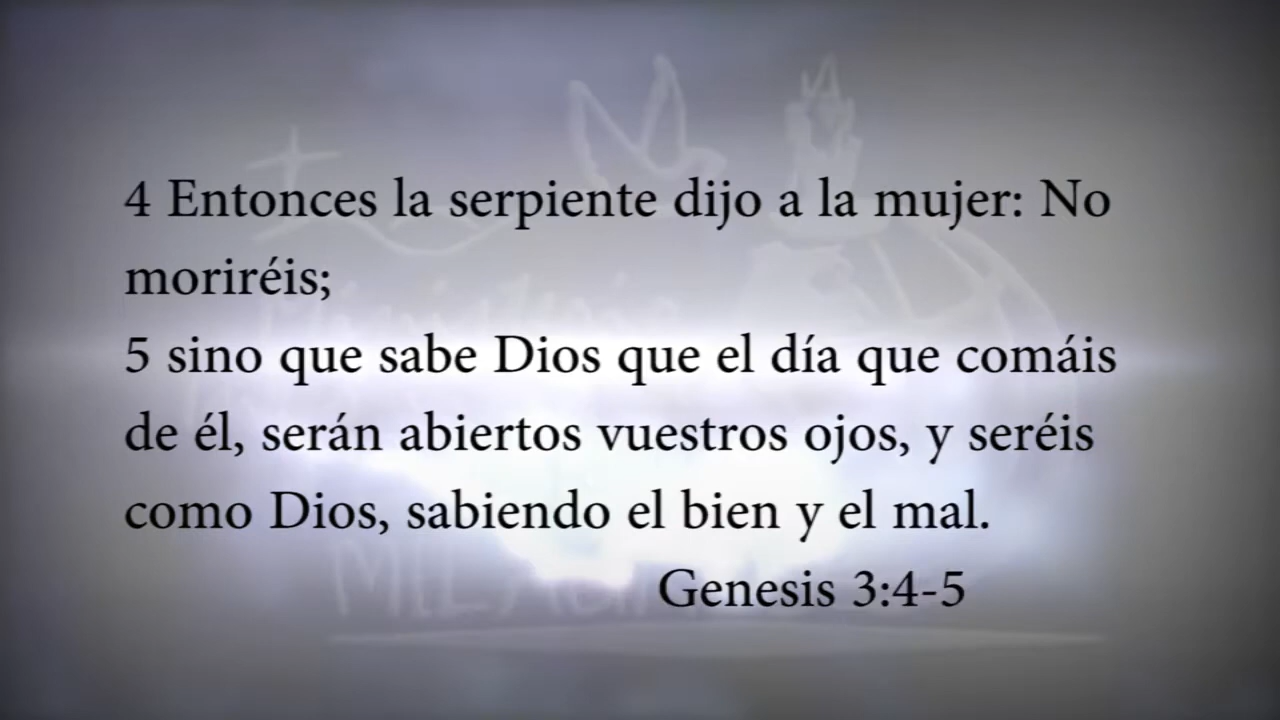 4 Entonces la serpiente dijo a la mujer: No
moriréis;
5 sino que sabe Dios que el día que comáis
de él, serán abiertos vuestros ojos, y seréis
como Dios, sabiendo el bien y el mal.
Genesis 3:4-5